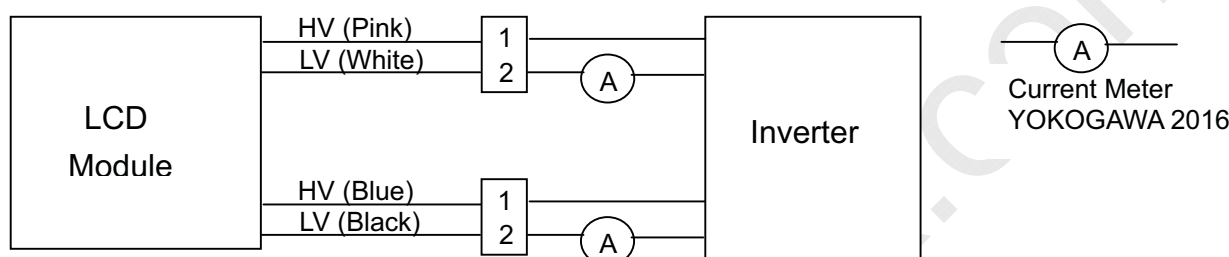 HV (Pink)
LV (White)
1
2
A
LCD
Module
Inverter
A
Current Meter
YOKOGAWA 2016
HV (Blue)
LV (Black)
1
2
A